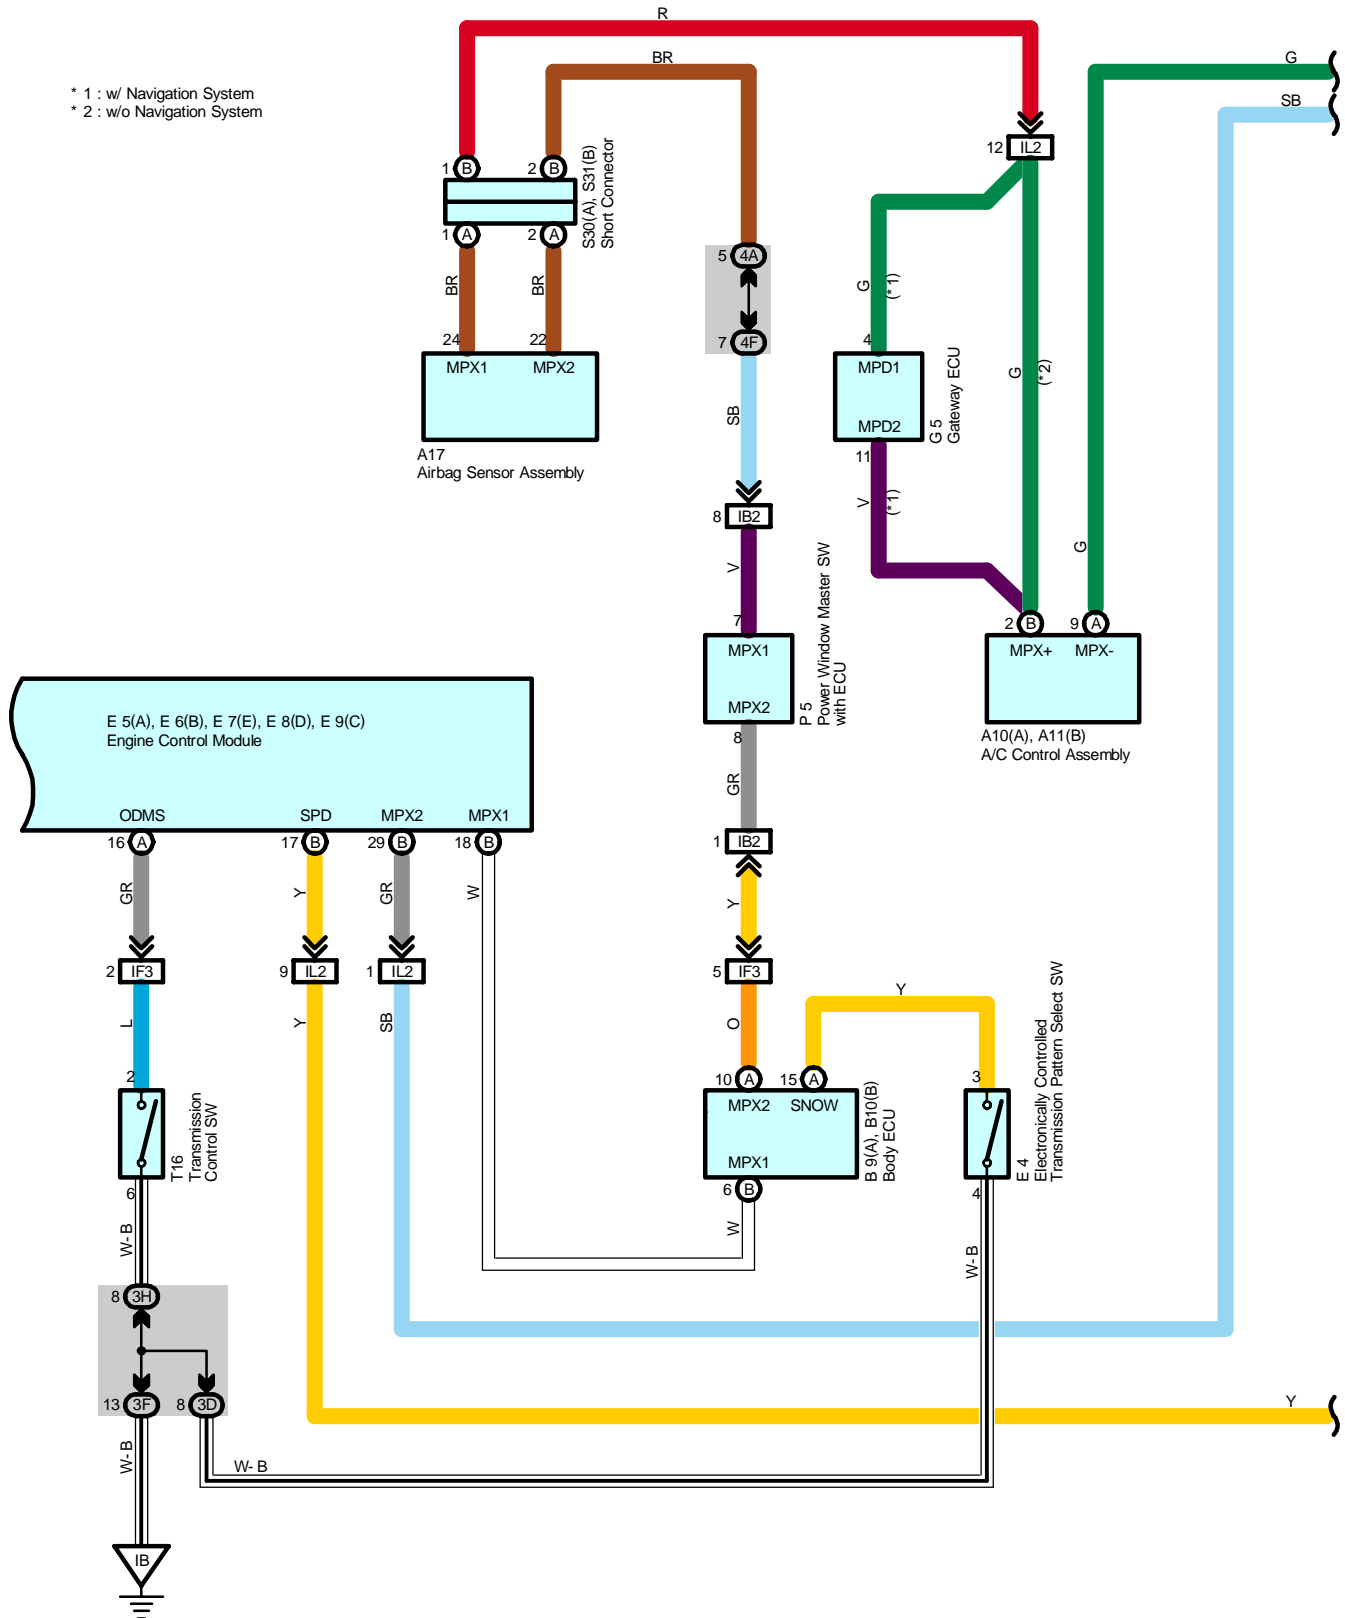 R
BR
G
SB
* 1 : w/ Navigation System
* 2 : w/o Navigation System
12 IL2
1 B
2 B
S30(A), S31(B)
Short Connector
1 A
2 A
5 4A
BR
BR
G
(*1)
7 4F
24
22
4
MPX1
MPX2
MPD1
G
(*2)
G 5
Gateway ECU
SB
MPD2
A17
Airbag Sensor Assembly
11
V
(*1)
8 IB2
G
V
7
2 B
9 A
MPX1
MPX+
MPX-
P 5
Power Window Master SW
with ECU
MPX2
E 5(A), E 6(B), E 7(E), E 8(D), E 9(C)
Engine Control Module
8
A10(A), A11(B)
A/C Control Assembly
GR
ODMS
SPD
MPX2
MPX1
16 A
17 B
29 B
18 B
1 IB2
GR
Y
GR
W
Y
2 IF3
9 IL2
1 IL2
5 IF3
Y
L
Y
SB
O
E 4
Electronically Controlled
Transmission Pattern Select SW
2
10 A
15 A
3
MPX2
SNOW
T16
Transmission
Control SW
B 9(A), B10(B)
Body ECU
MPX1
6
6 B
4
W-B
W
W-B
8 3H
13 3F
8 3D
Y
W-B
W-B
IB